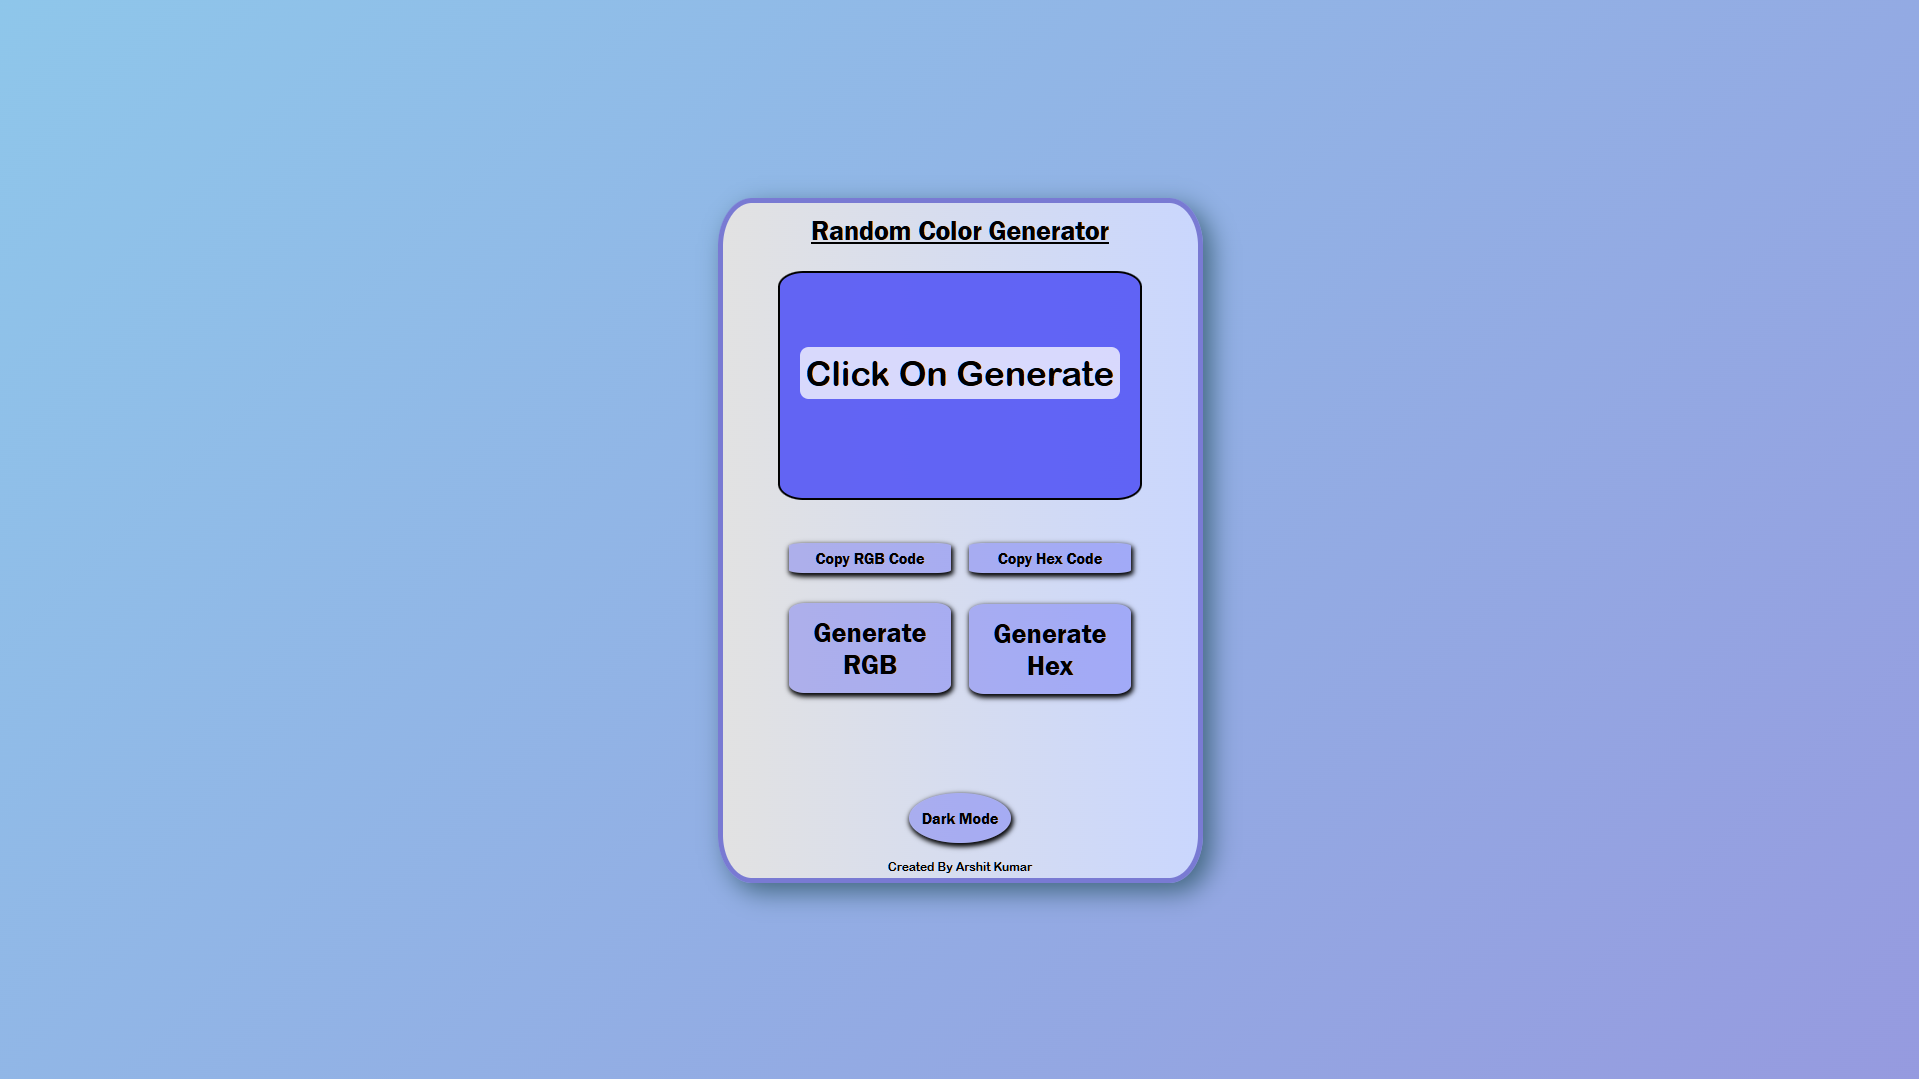 Random Color Generator
Click On Generate
Copy RGB Code
Copy Hex Code
Generate
RGB
Generate
Hex
Dark Mode
Created By Arshit Kumar